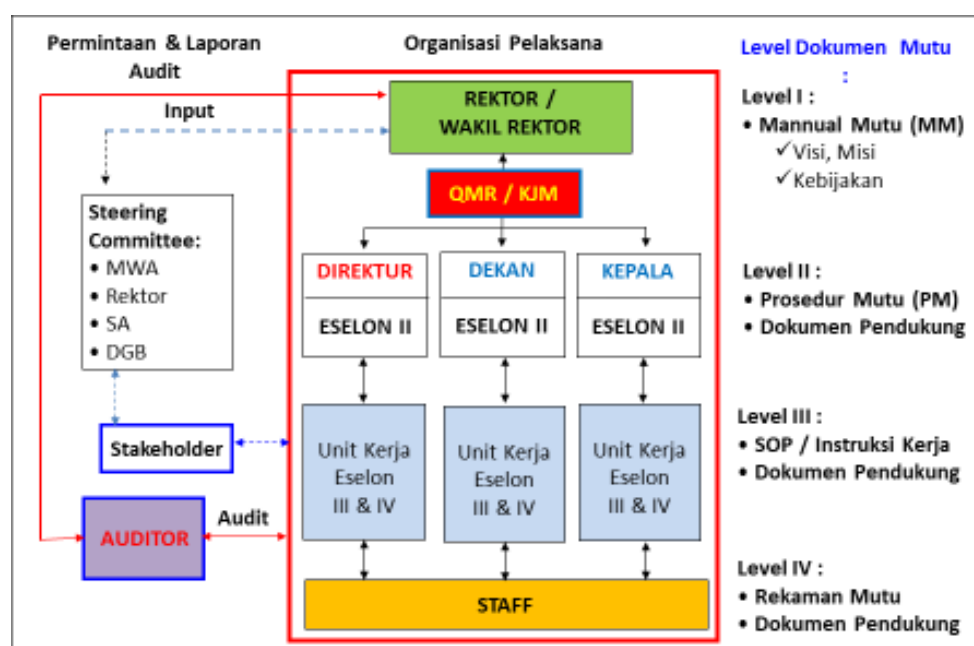 Permintaan & Laporan
Audit
Organisasi Pelaksana
Level Dokumen Mutu
:
Input
REKTOR /
WAKIL REKTOR
QMR / KJM
Steering
Committee:
• MWA
• Rektor
• SA
• DGB
Stakeholder
AUDITOR
Audit
DIREKTUR
ESELON II
DEKAN
ESELON II
KEPALA
ESELON II
Unit Kerja
Eselon
III & IV
Unit Kerja
Eselon
III & IV
Unit Kerja
Eselon
III & IV
STAFF
Level I :
• Mannual Mutu (MM)
✓Visi, Misi
✓Kebijakan
Level II :
• Prosedur Mutu (PM)
• Dokumen Pendukung
Level III :
• SOP / Instruksi Kerja
• Dokumen Pendukung
Level IV :
• Rekaman Mutu
• Dokumen Pendukung